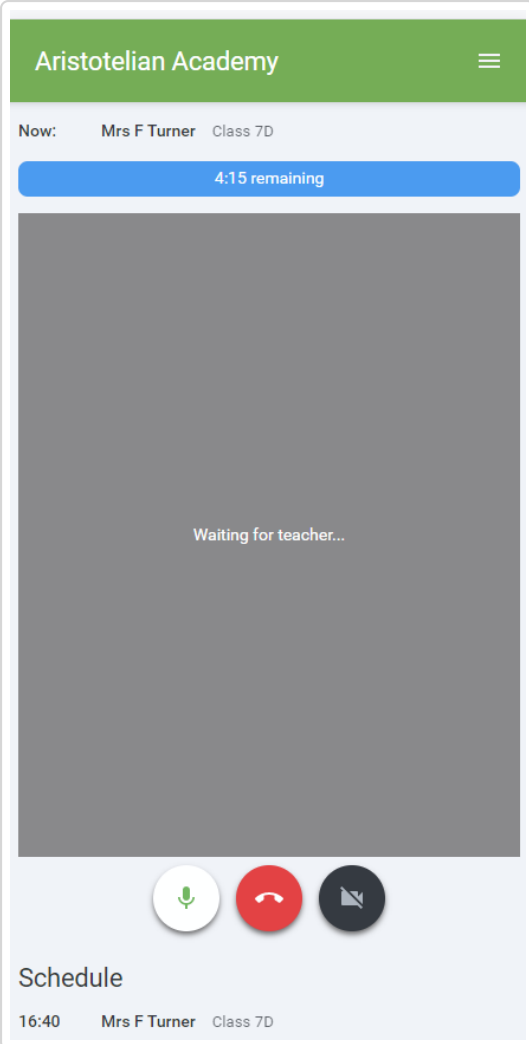 Aristotelian Academy
Now: Mrs F Turner Class 7D
4:15 remaining
Waiting for teacher...
Schedule
16:40 Mrs F Turner Class 7D